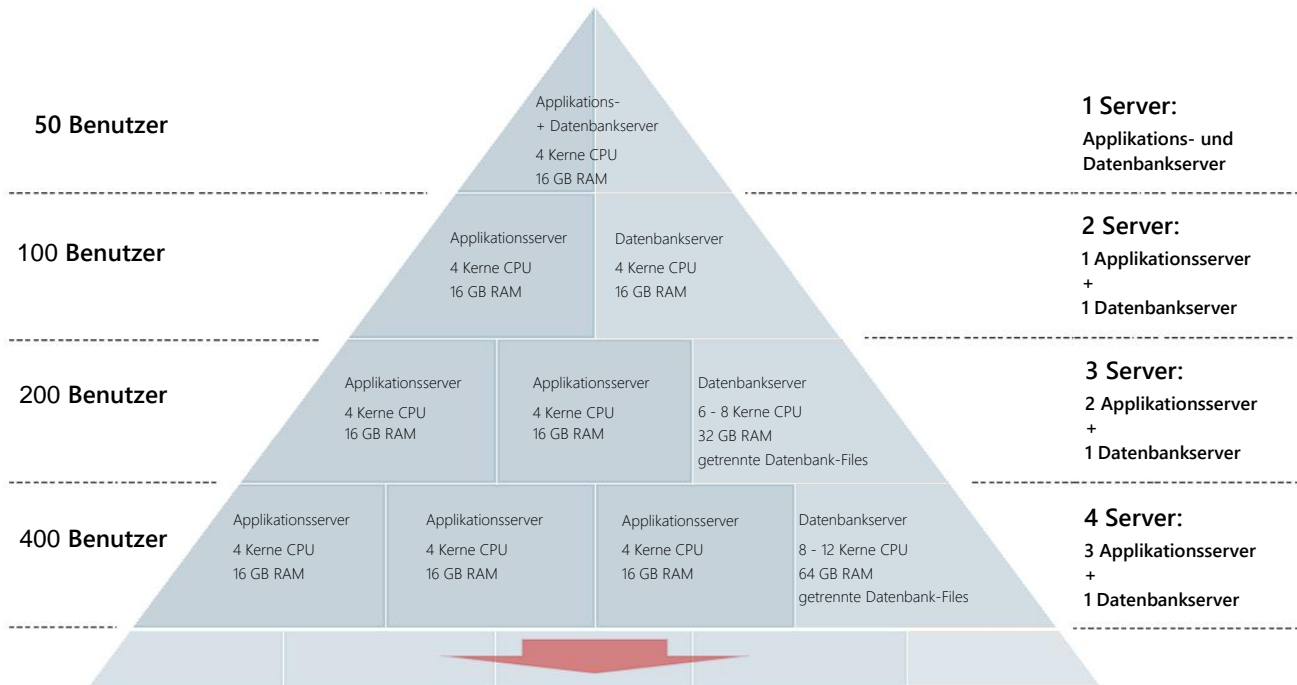 50 Benutzer
Applikations-
+ Datenbankserver
4 Kerne CPU
16 GB RAM
1 Server:
Applikations- und
Datenbankserver
100 Benutzer
Applikationsserver
4 Kerne CPU
16 GB RAM
Datenbankserver
4 Kerne CPU
16 GB RAM
2 Server:
1 Applikationsserver
+
1 Datenbankserver
200 Benutzer
Applikationsserver
4 Kerne CPU
16 GB RAM
Applikationsserver
4 Kerne CPU
16 GB RAM
Datenbankserver
6 - 8 Kerne CPU
32 GB RAM
getrennte Datenbank-Files
3 Server:
2 Applikationsserver
+
1 Datenbankserver
400 Benutzer
Applikationsserver
4 Kerne CPU
16 GB RAM
Applikationsserver
4 Kerne CPU
16 GB RAM
Applikationsserver
4 Kerne CPU
16 GB RAM
Datenbankserver
8 - 12 Kerne CPU
64 GB RAM
getrennte Datenbank-Files
4 Server:
3 Applikationsserver
+
1 Datenbankserver